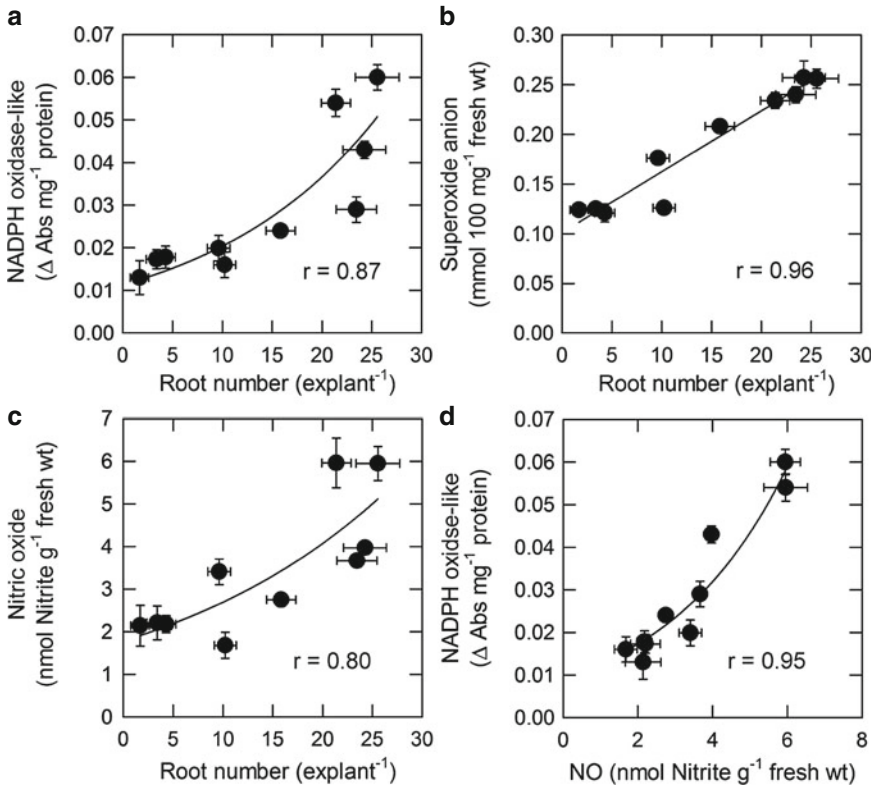 a
NADPH oxidase-like
(Δ Abs mg⁻¹ protein)
0.07
0.06
0.05
0.04
0.03
0.02
0.01
0.00
r = 0.87
0 5 10 15 20 25 30
Root number (explant⁻¹)
b
Superoxide anion
(mmol 100 mg⁻¹ fresh wt)
0.30
0.25
0.20
0.15
0.10
0.05
0.00
r = 0.96
0 5 10 15 20 25 30
Root number (explant⁻¹)
c
Nitric oxide
(nmol Nitrite g⁻¹ fresh wt)
7
6
5
4
3
2
1
0
r = 0.80
0 5 10 15 20 25 30
Root number (explant⁻¹)
d
NADPH oxidse-like
(Δ Abs mg⁻¹ protein)
0.07
0.06
0.05
0.04
0.03
0.02
0.01
0.00
r = 0.95
0 2 4 6 8
NO (nmol Nitrite g⁻¹ fresh wt)